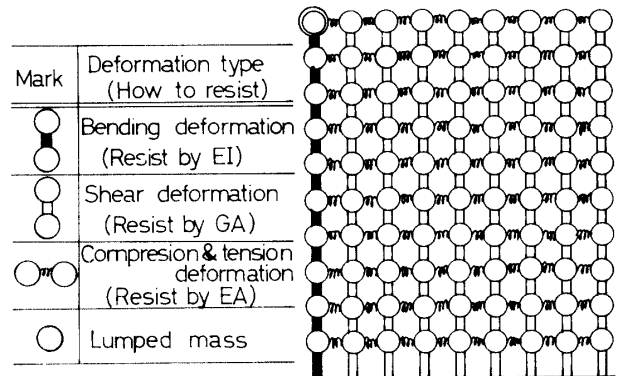 Mark
Deformation type
(How to resist)
Bending deformation
(Resist by EI)
Shear deformation
(Resist by GA)
Compresion & tension
deformation
(Resist by EA)
Lumped mass